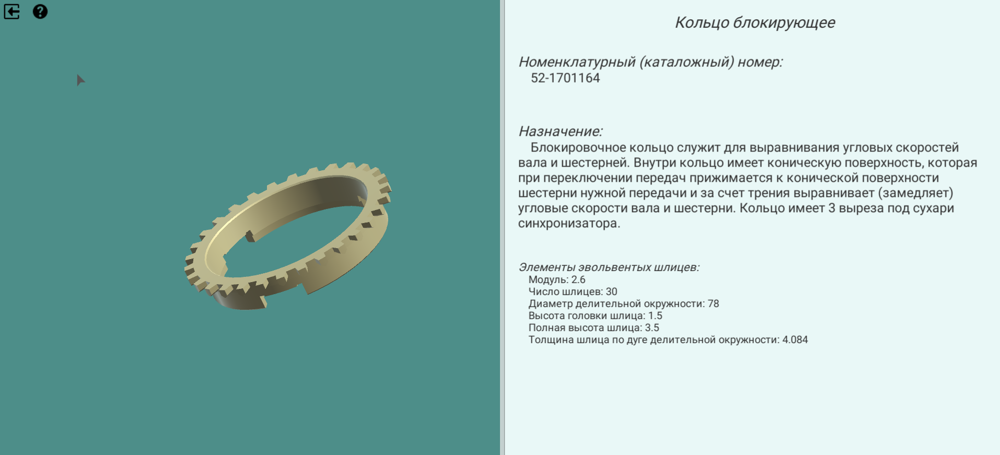 Кольцо блокирующее
Номенклатурный (каталожный) номер:
52-1701164
Назначение:
Блокировочное кольцо служит для выравнивания угловых скоростей
вала и шестерней. Внутри кольцо имеет коническую поверхность, которая
при переключении передач прижимается к конической поверхности
шестерни нужной передачи и за счет трения выравнивает (замедляет)
угловые скорости вала и шестерни. Кольцо имеет 3 выреза под сухари
синхронизатора.
Элементы эвольвентых шлицев:
Модуль: 2.6
Число шлицев: 30
Диаметр делительной окружности: 78
Высота головки шлица: 1.5
Полная высота шлица: 3.5
Толщина шлица по дуге делительной окружности: 4.084